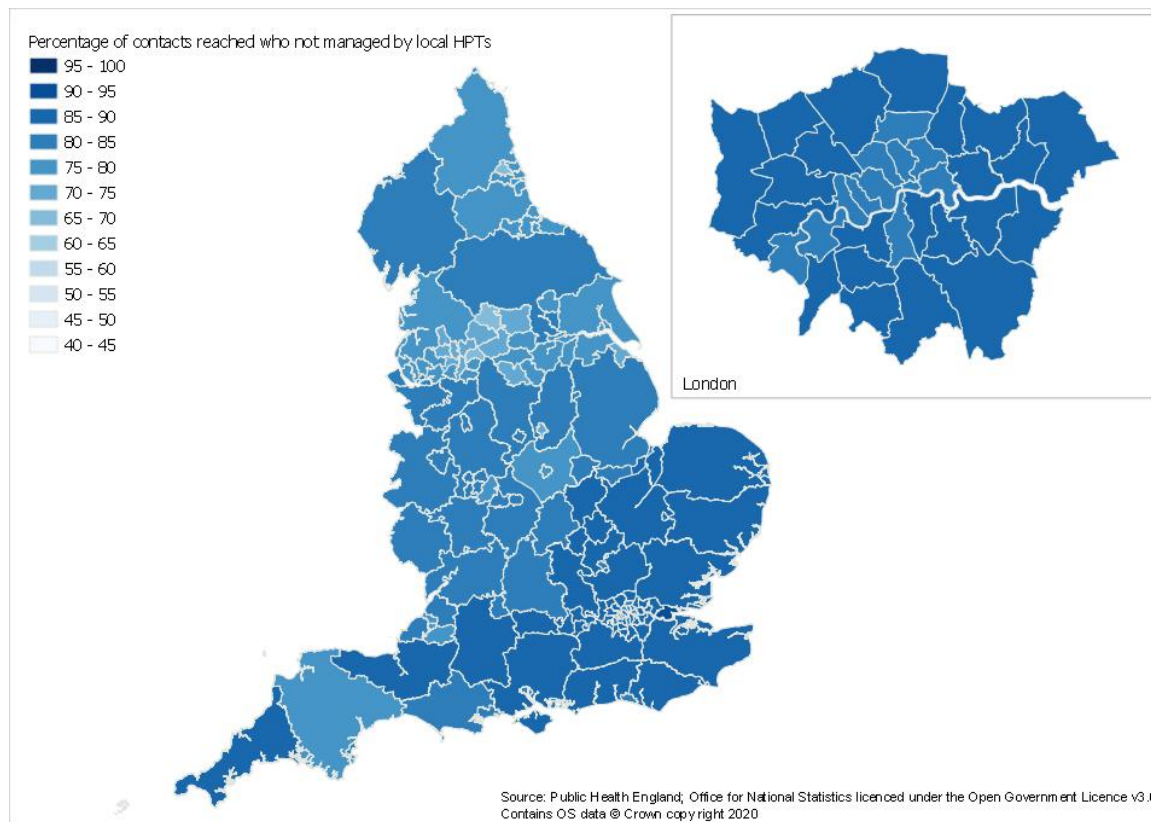 Percentage of contacts reached who not managed by local HPTs
95 - 100
90 - 95
85 - 90
80 - 85
75 - 80
70 - 75
65 - 70
60 - 65
55 - 60
50 - 55
45 - 50
40 - 45
London
Source: Public Health England; Office for National Statistics licenced under the Open Government Licence v3.
Contains OS data © Crown copyright 2020